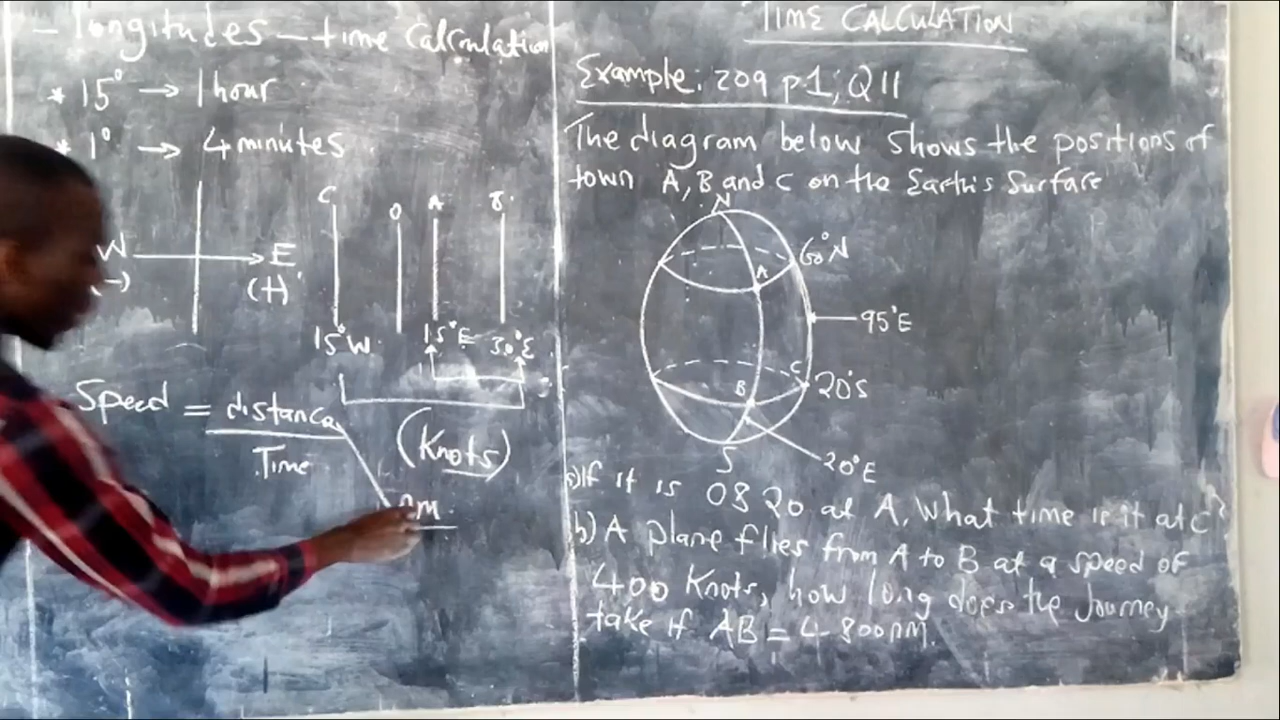 - longitudes - time calculation
* 15° → 1 hour
* 1° → 4 minutes
W E
(-) (+)
C O A B
15°W 15°E 30°E
Speed = distance
Time
(Knots)
nm
TIME CALCULATION
Example: 209 p1; Q11
The diagram below shows the positions of
town A, B and C on the Earth's Surface
N
A 60°N
95°E
B C 20°S
S 20°E
a) If it is 0820 at A. What time is it at C?
b) A plane flies from A to B at a speed of
400 Knots, how long does the Journey
take if AB = 4 800nm.